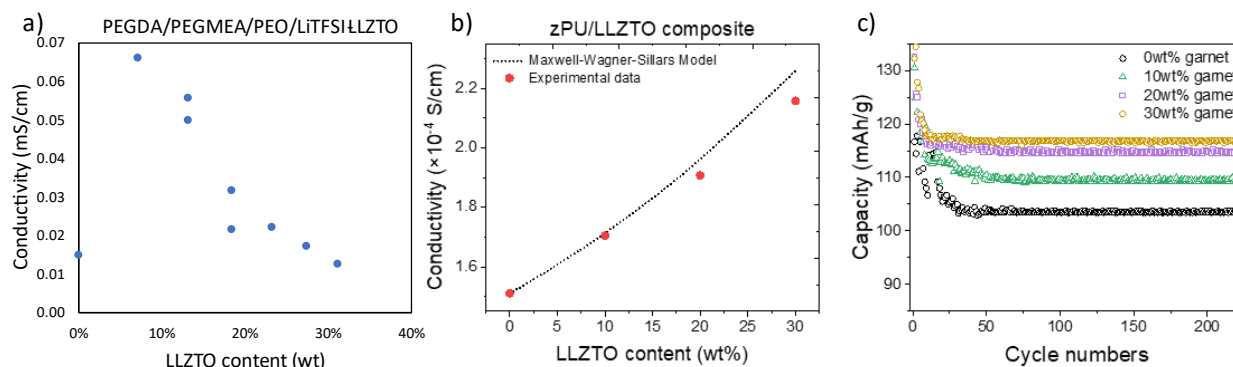 a)
PEGDA/PEGMEA/PEO/LiTFSI-LLZTO
0.07
0.06
0.05
0.04
0.03
0.02
0.01
0.00
Conductivity (mS/cm)
0% 10% 20% 30% 40%
LLZTO content (wt)
b)
zPU/LLZTO composite
Maxwell-Wagner-Sillars Model
Experimental data
2.2
2.0
1.8
1.6
Conductivity (×10⁻⁴ S/cm)
0 10 20 30
LLZTO content (wt%)
c)
0wt% garnet
10wt% garnet
20wt% garnet
30wt% garnet
130
120
110
100
90
Capacity (mAh/g)
0 50 100 150 200
Cycle numbers